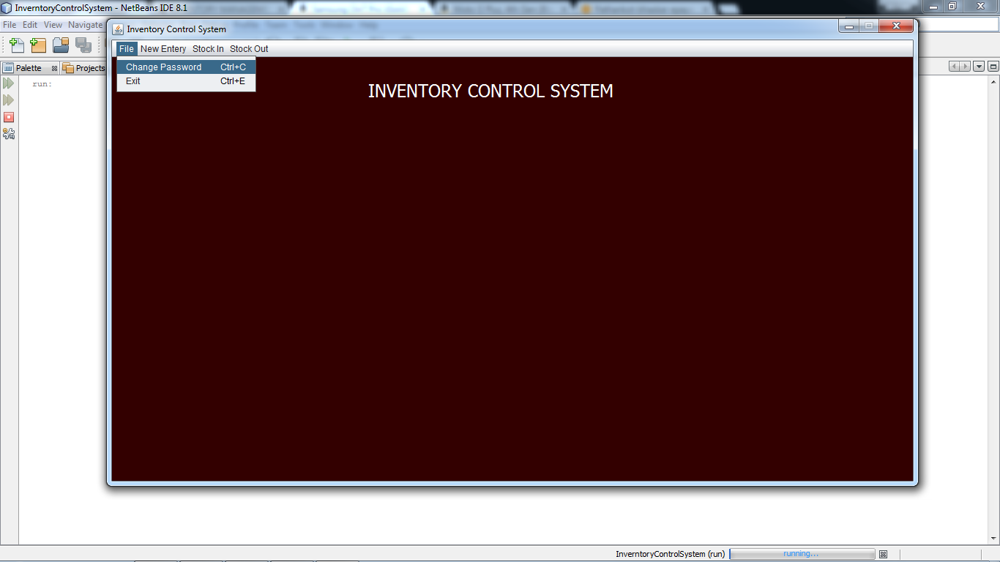 InverntoryControlSystem - NetBeans IDE 8.1
File Edit View Navigate
Inventory Control System
File New Entery Stock In Stock Out
Palette Projects
Change Password Ctrl+C
Exit Ctrl+E
run:
INVENTORY CONTROL SYSTEM
InverntoryControlSystem (run) running...